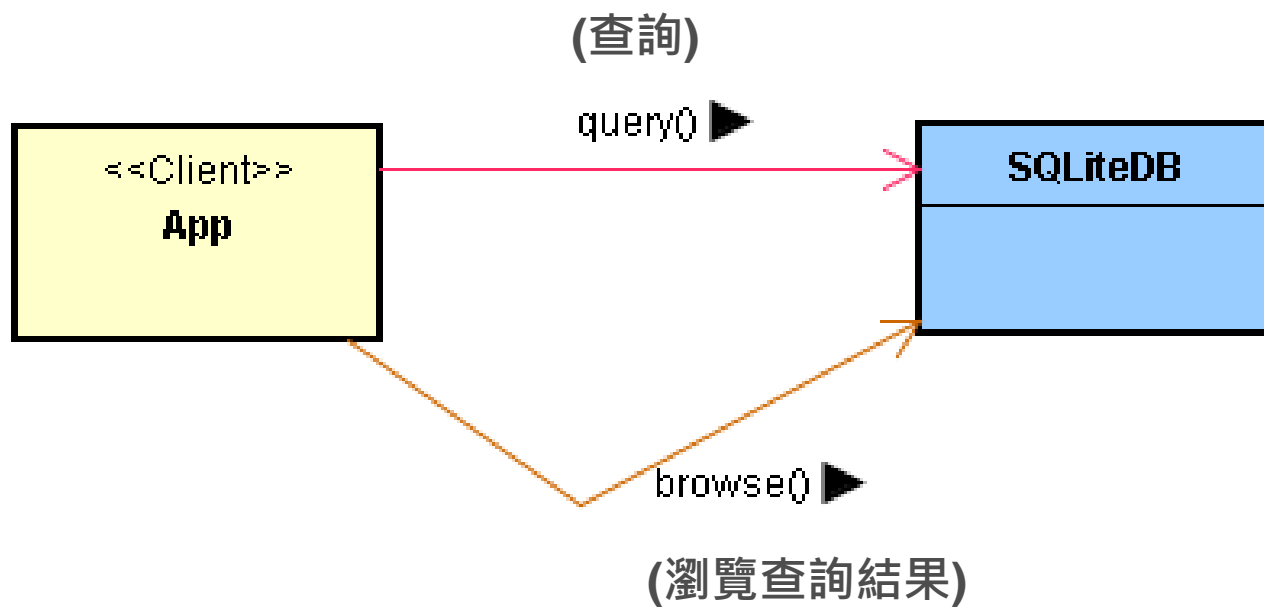 (查詢)
query() ▶
<<Client>>
App
SQLiteDB
browse() ▶
(瀏覽查詢結果)